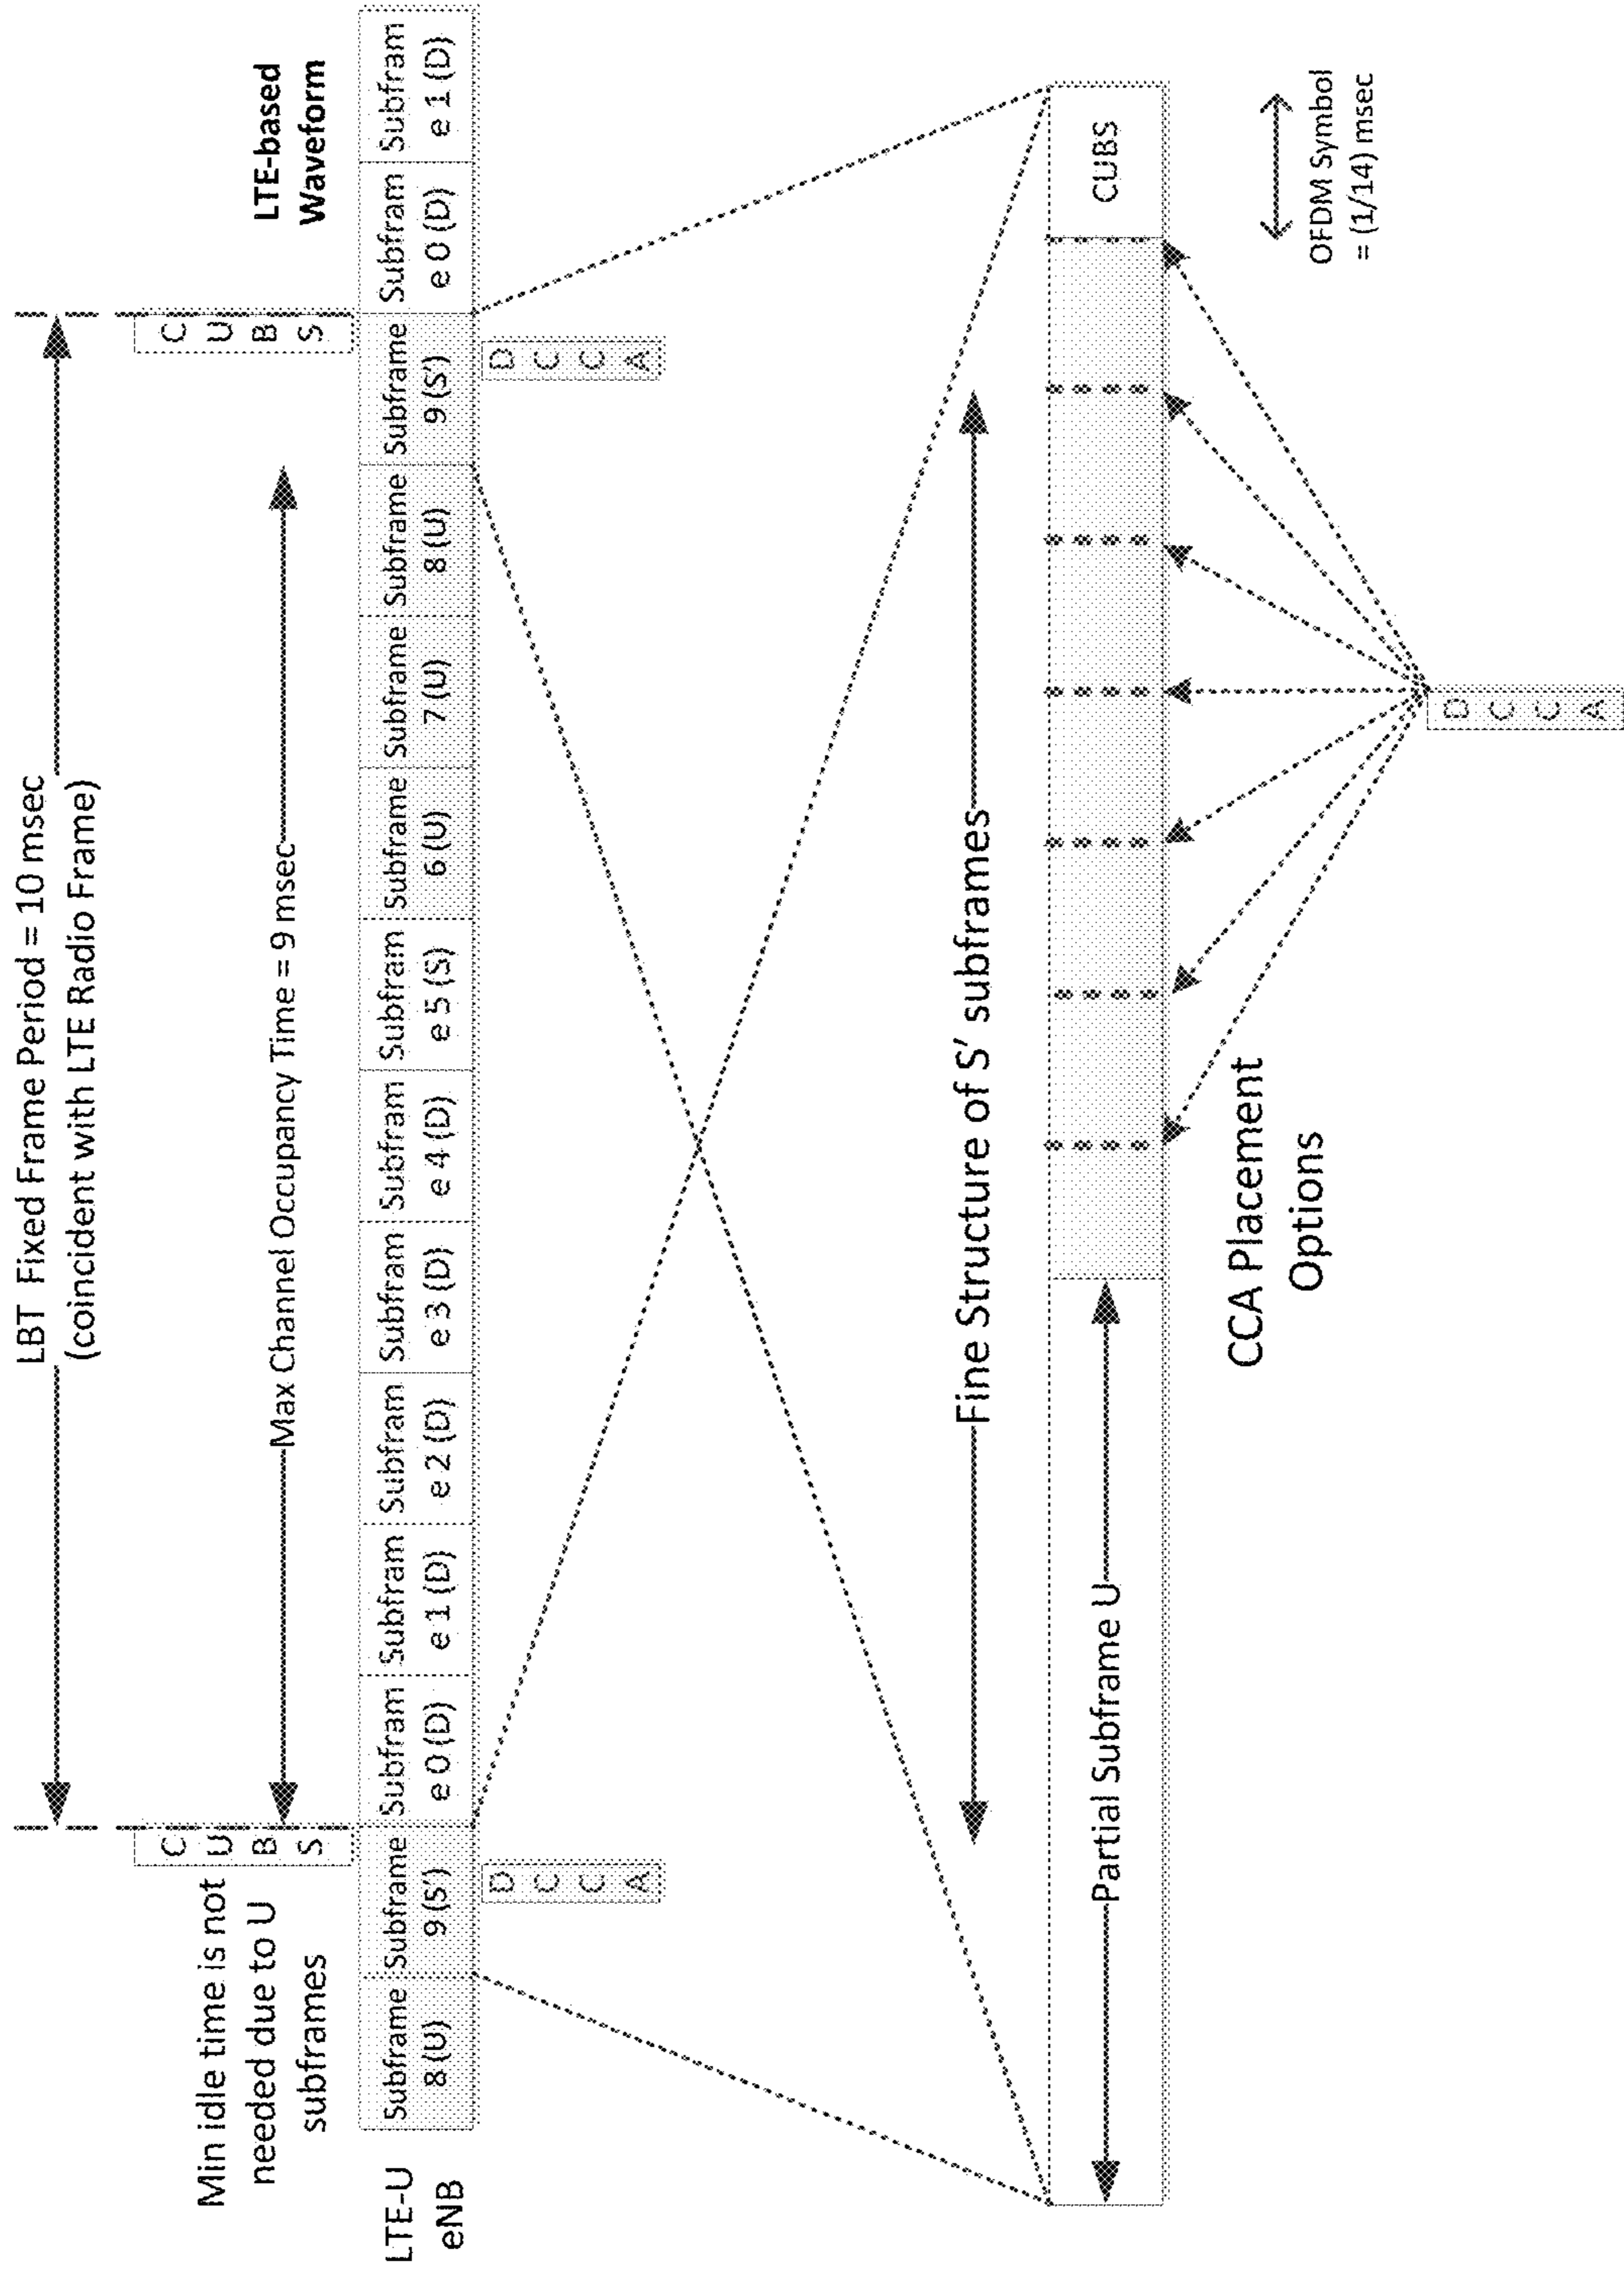 LBT Fixed Frame Period = 10 msec
(coincident with LTE Radio Frame)
Min idle time is not
needed due to U
subframes
C
U
B
S
Max Channel Occupancy Time = 9 msec
C
U
B
S
LTE-based
Waveform
LTE-U
eNB
Subframe
8 (U)
Subframe
9 (S')
Subfram
e 0 (D)
Subfram
e 1 (D)
Subfram
e 2 (D)
Subfram
e 3 (D)
Subfram
e 4 (D)
Subfram
e 5 (S)
Subframe
6 (U)
Subframe
7 (U)
Subframe
8 (U)
Subframe
9 (S')
Subfram
e 0 (D)
Subfram
e 1 (D)
D
C
C
A
D
C
C
A
Fine Structure of S' subframes
Partial Subframe U
CUBS
CCA Placement
Options
OFDM Symbol
= (1/14) msec
D
C
C
A